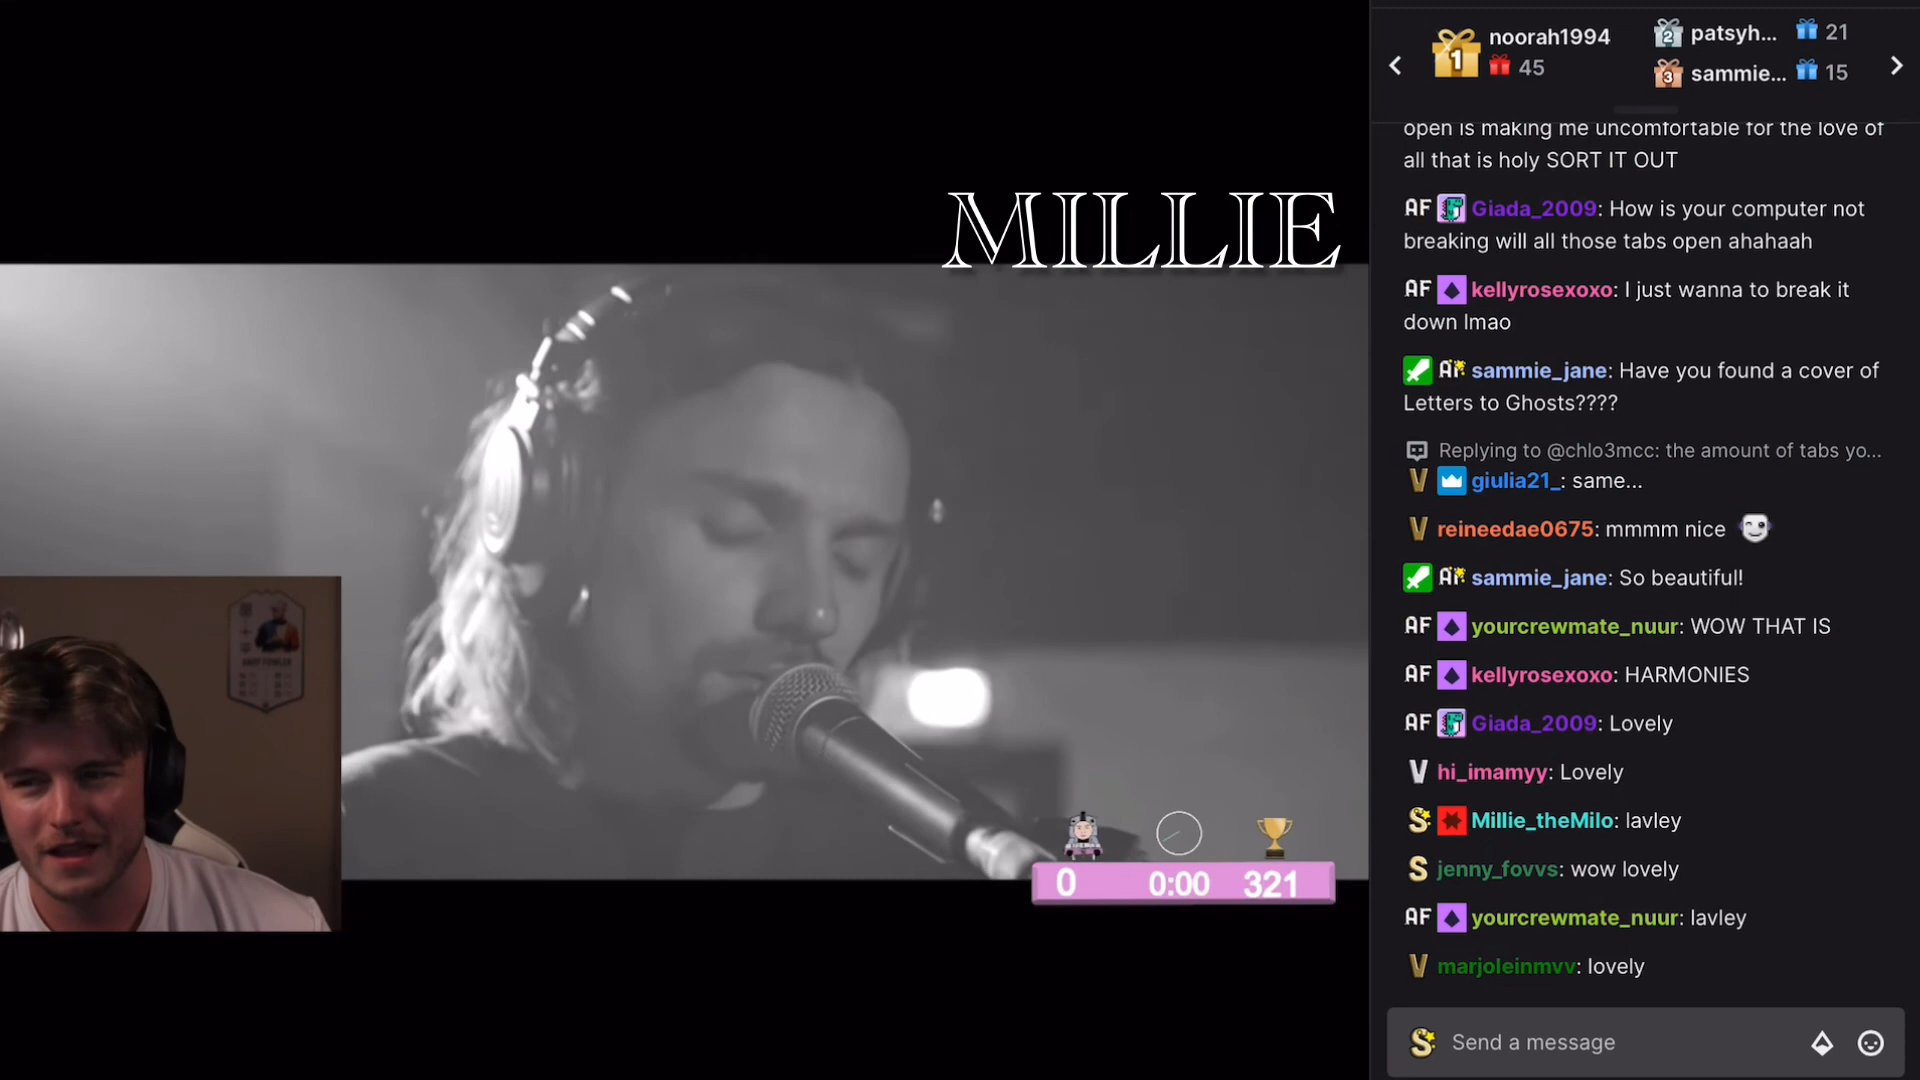 noorah1994
45
2 patsyh... 21
1
3 sammie... 15
open is making me uncomfortable for the love of
all that is holy SORT IT OUT
MILLIE
AF Giada_2009: How is your computer not
breaking will all those tabs open ahahaah
AF kellyrosexoxo: I just wanna to break it
down lmao
sammie_jane: Have you found a cover of
Letters to Ghosts????
Replying to @chlo3mcc: the amount of tabs yo...
V giulia21_: same...
V reineedae0675: mmmm nice
sammie_jane: So beautiful!
AF yourcrewmate_nuur: WOW THAT IS
AF kellyrosexoxo: HARMONIES
AF Giada_2009: Lovely
V hi_imamyy: Lovely
S Millie_theMilo: lavley
S jenny_fovvs: wow lovely
AF yourcrewmate_nuur: lavley
V marjoleinmvv: lovely
0 0:00 321
S Send a message